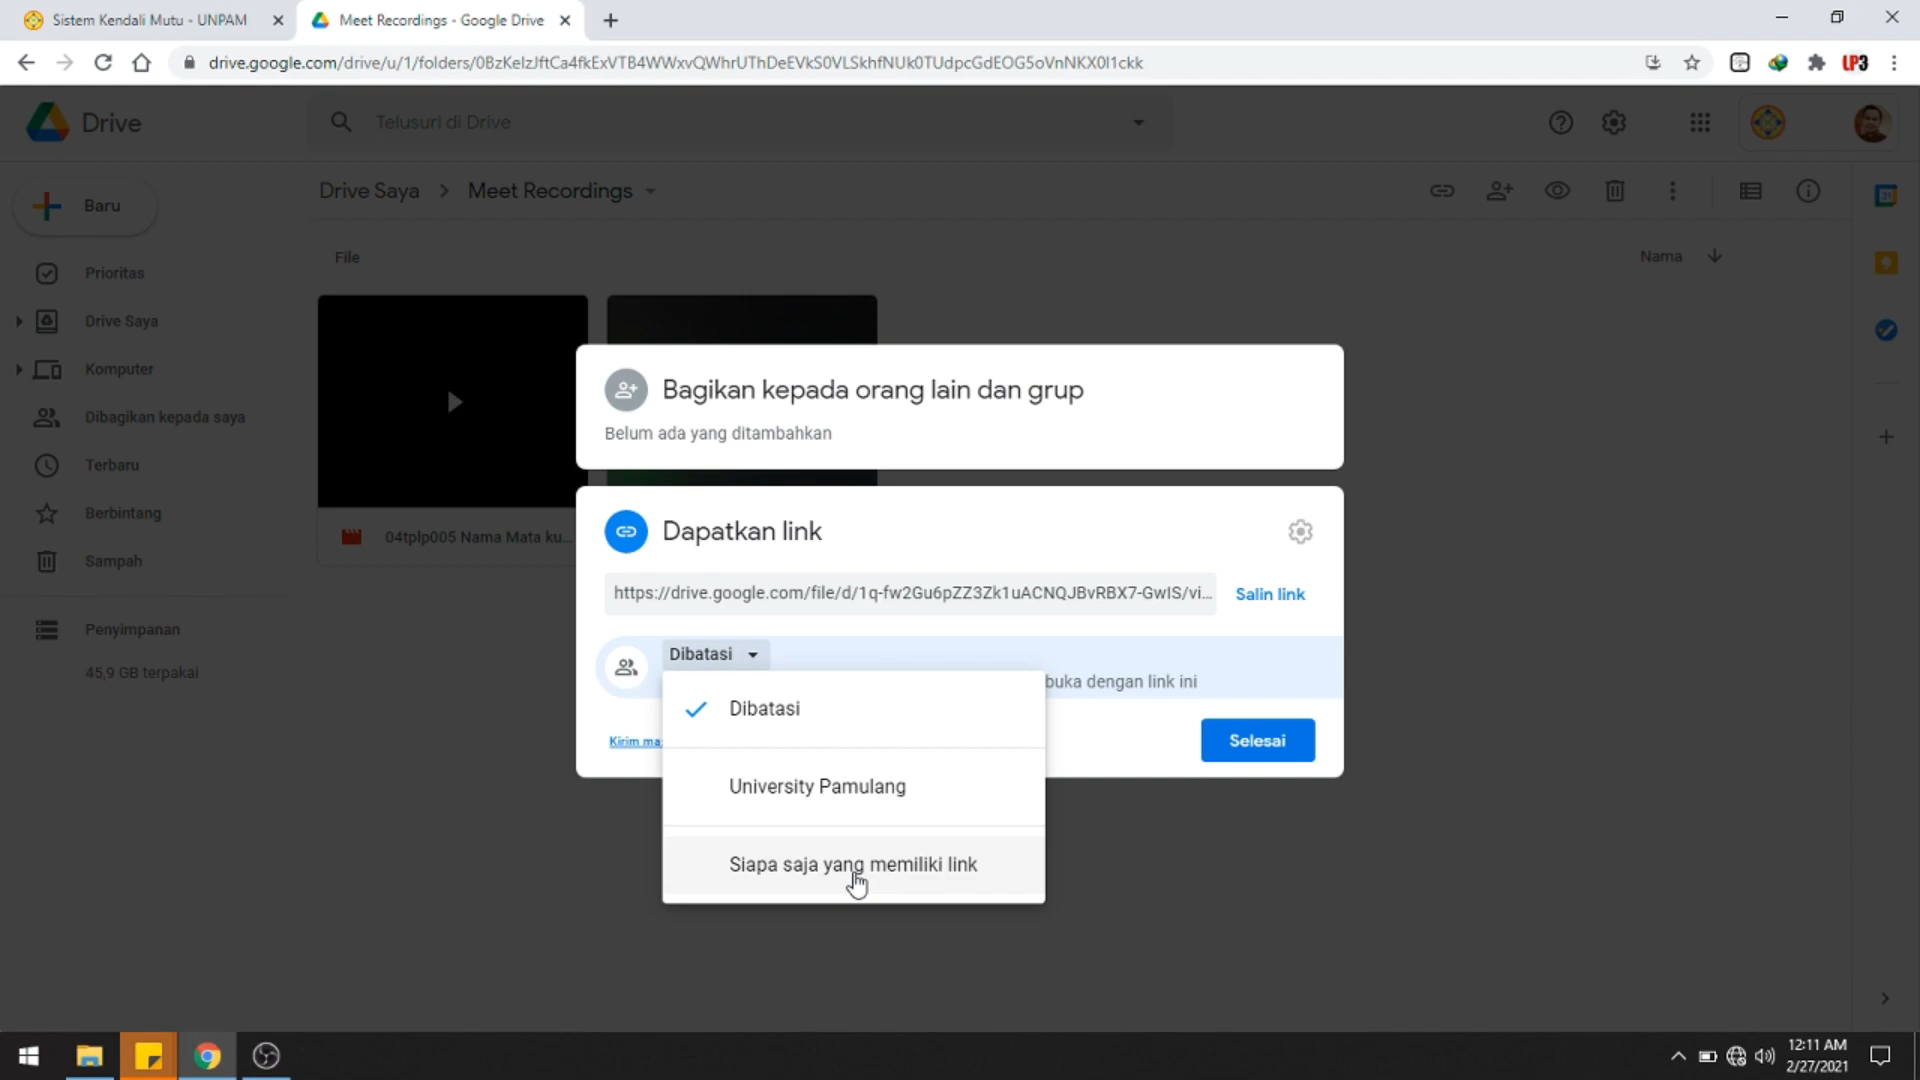 Sistem Kendali Mutu - UNPAM
Meet Recordings - Google Drive
drive.google.com/drive/u/1/folders/0BzKelzJftCa4fkExVTB4WWxvQWhrUThDeEVkS0VLSkhfNUk0TUdpcGdEOG5oVnNKX0l1ckk
LP3
Drive
Telusuri di Drive
Baru
Drive Saya
Meet Recordings
File
Nama
Prioritas
Drive Saya
Komputer
Dibagikan kepada saya
Terbaru
Berbintang
Sampah
Penyimpanan
45,9 GB terpakai
04tplp005 Nama Mata ku...
Bagikan kepada orang lain dan grup
Belum ada yang ditambahkan
Dapatkan link
https://drive.google.com/file/d/1q-fw2Gu6pZZ3Zk1uACNQJBvRBX7-GwIS/vi...
Salin link
Dibatasi
buka dengan link ini
Dibatasi
Kirim ma
Selesai
University Pamulang
Siapa saja yang memiliki link
12:11 AM
2/27/2021